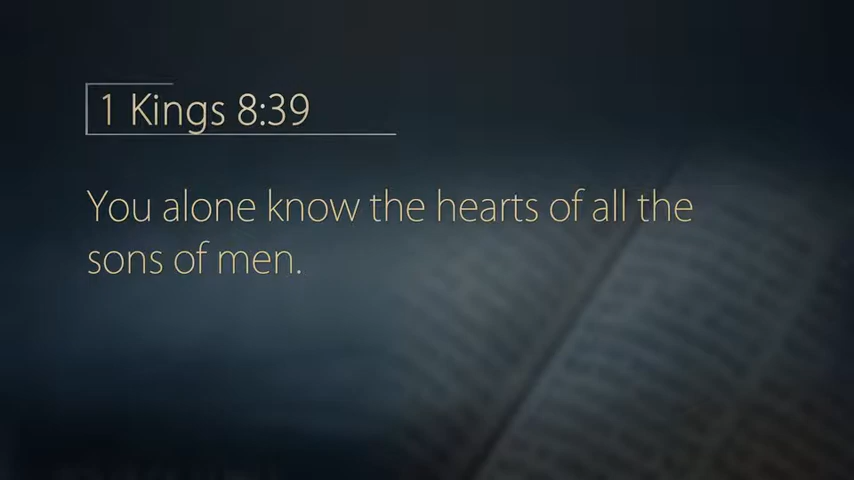 1 Kings 8:39
You alone know the hearts of all the
sons of men.